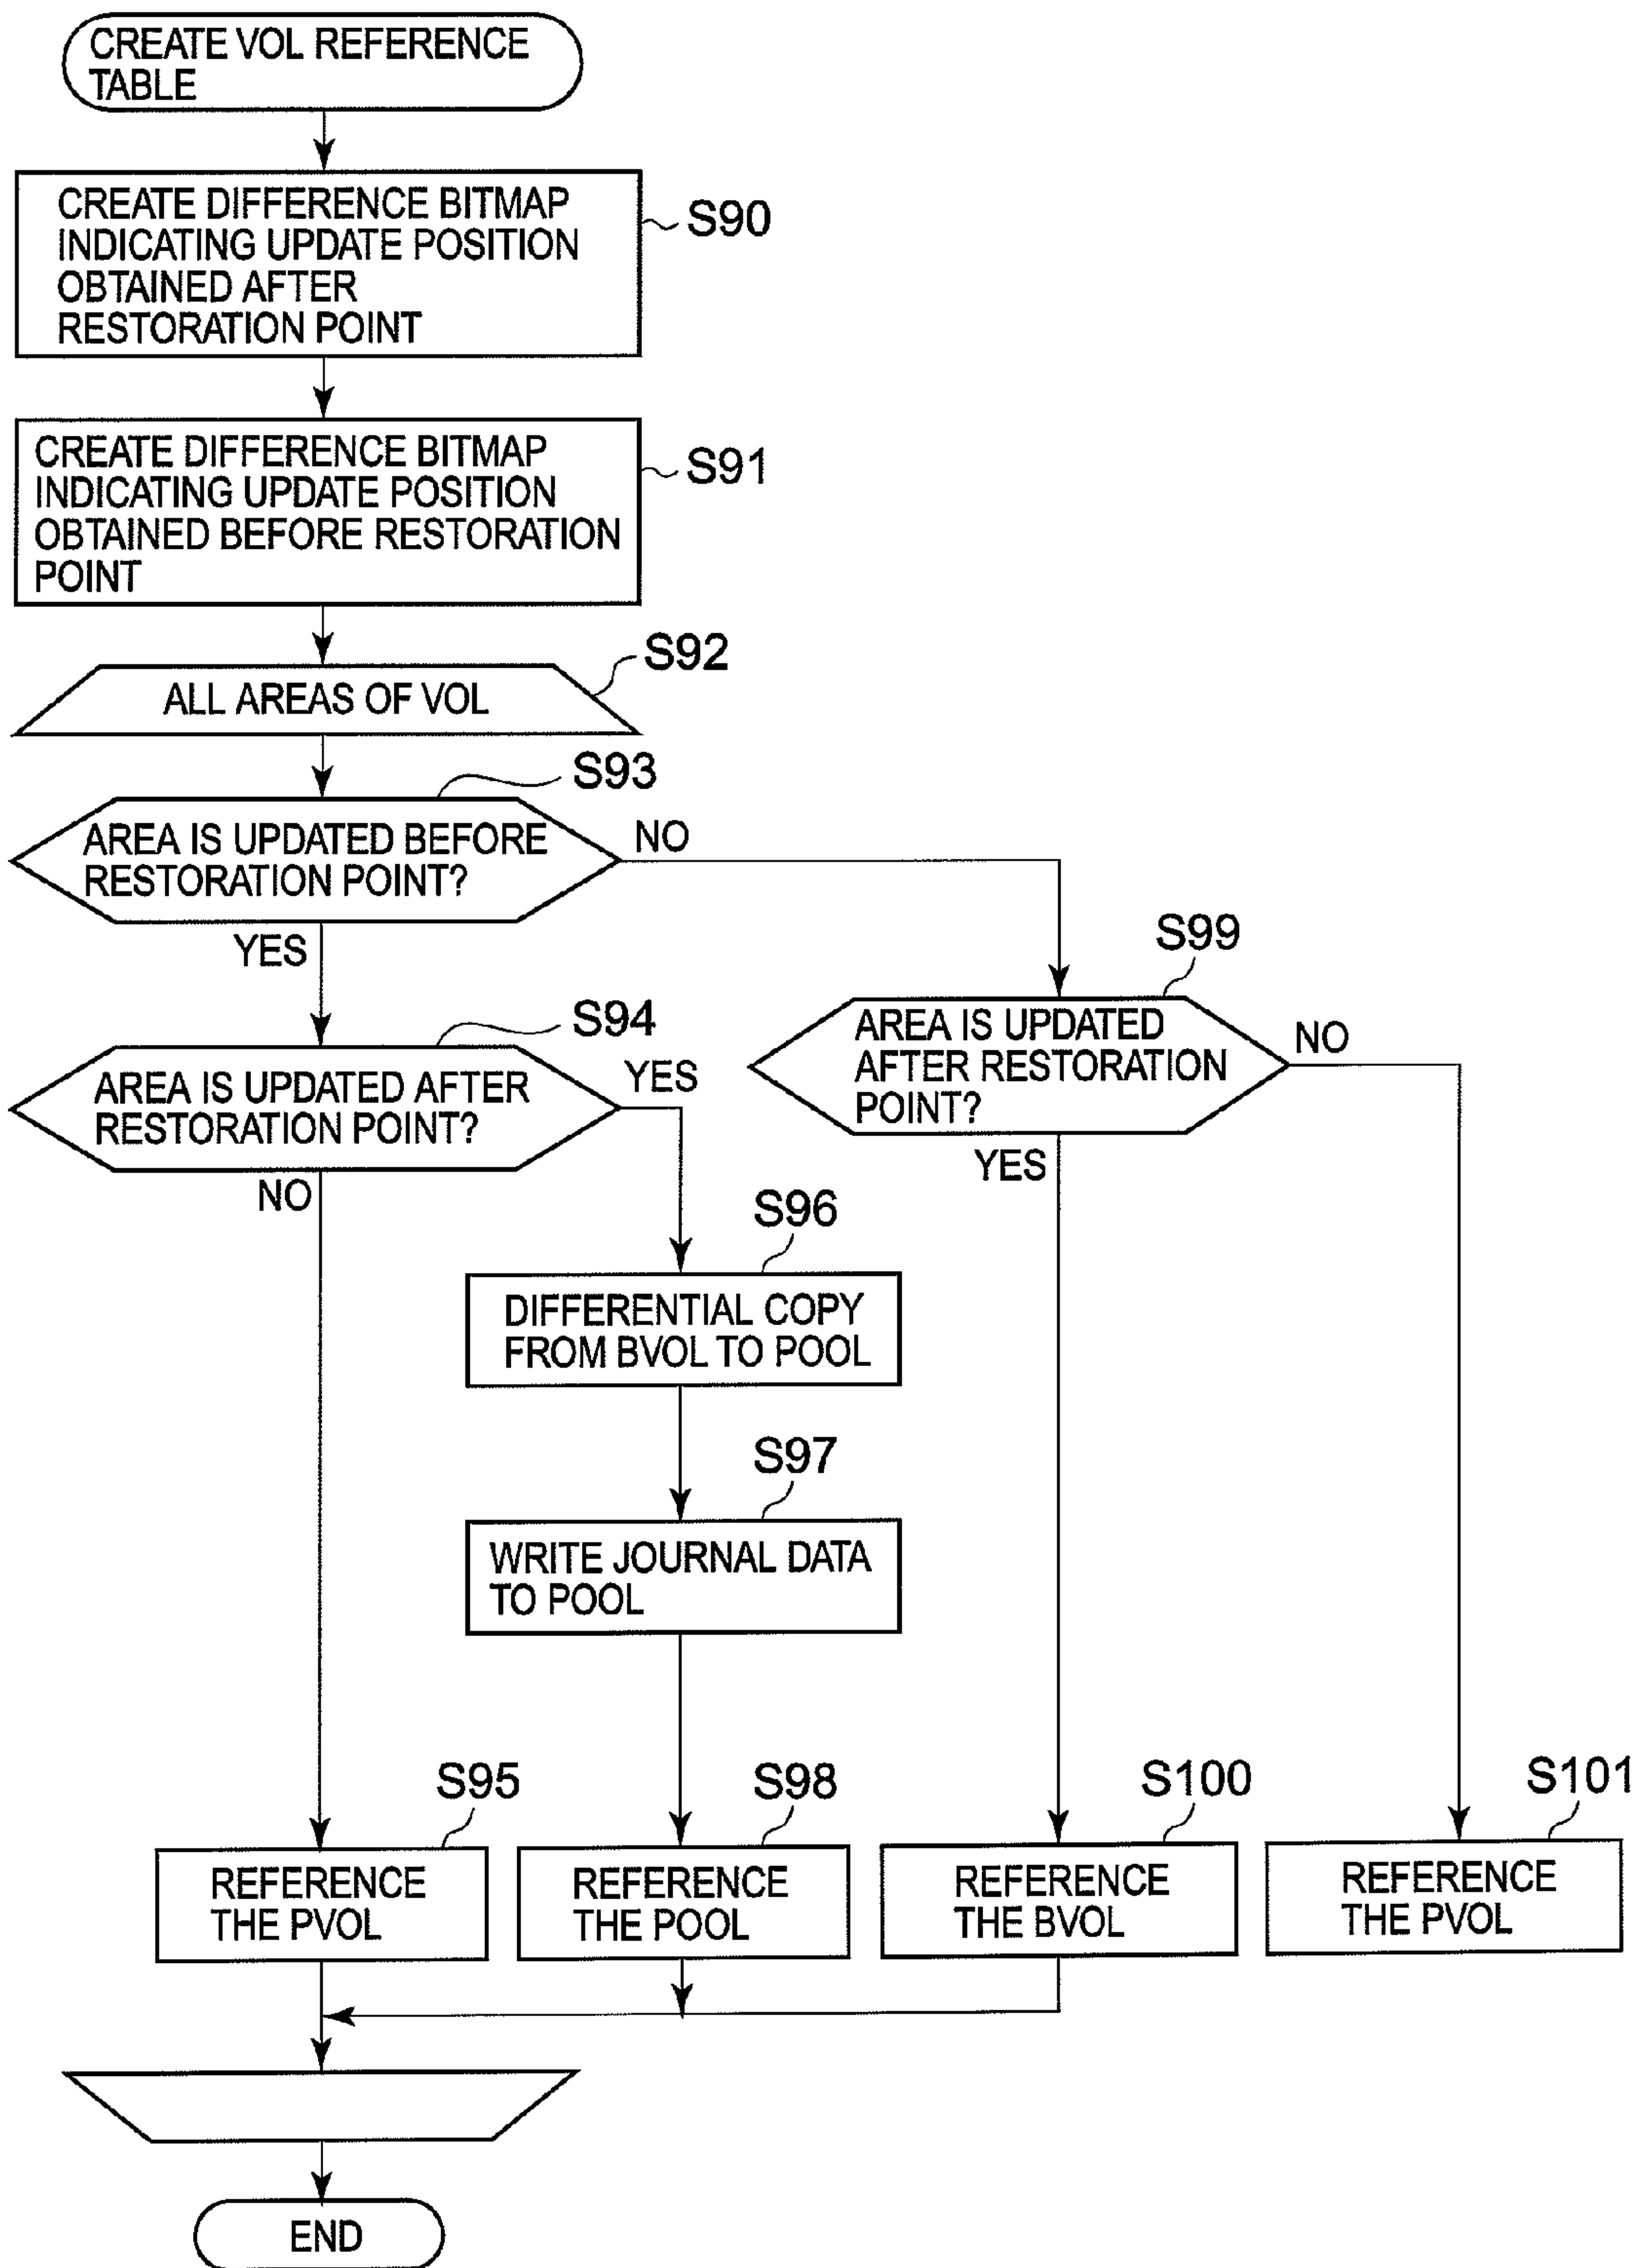 CREATE VOL REFERENCE
TABLE
CREATE DIFFERENCE BITMAP
INDICATING UPDATE POSITION
OBTAINED AFTER
RESTORATION POINT
S90
CREATE DIFFERENCE BITMAP
INDICATING UPDATE POSITION
OBTAINED BEFORE RESTORATION
POINT
S91
S92
ALL AREAS OF VOL
S93
AREA IS UPDATED BEFORE
RESTORATION POINT?
NO
YES
S99
AREA IS UPDATED
AFTER RESTORATION
POINT?
NO
YES
S94
AREA IS UPDATED AFTER
RESTORATION POINT?
YES
NO
S96
DIFFERENTIAL COPY
FROM BVOL TO POOL
S97
WRITE JOURNAL DATA
TO POOL
S95
REFERENCE
THE PVOL
S98
REFERENCE
THE POOL
S100
REFERENCE
THE BVOL
S101
REFERENCE
THE PVOL
END